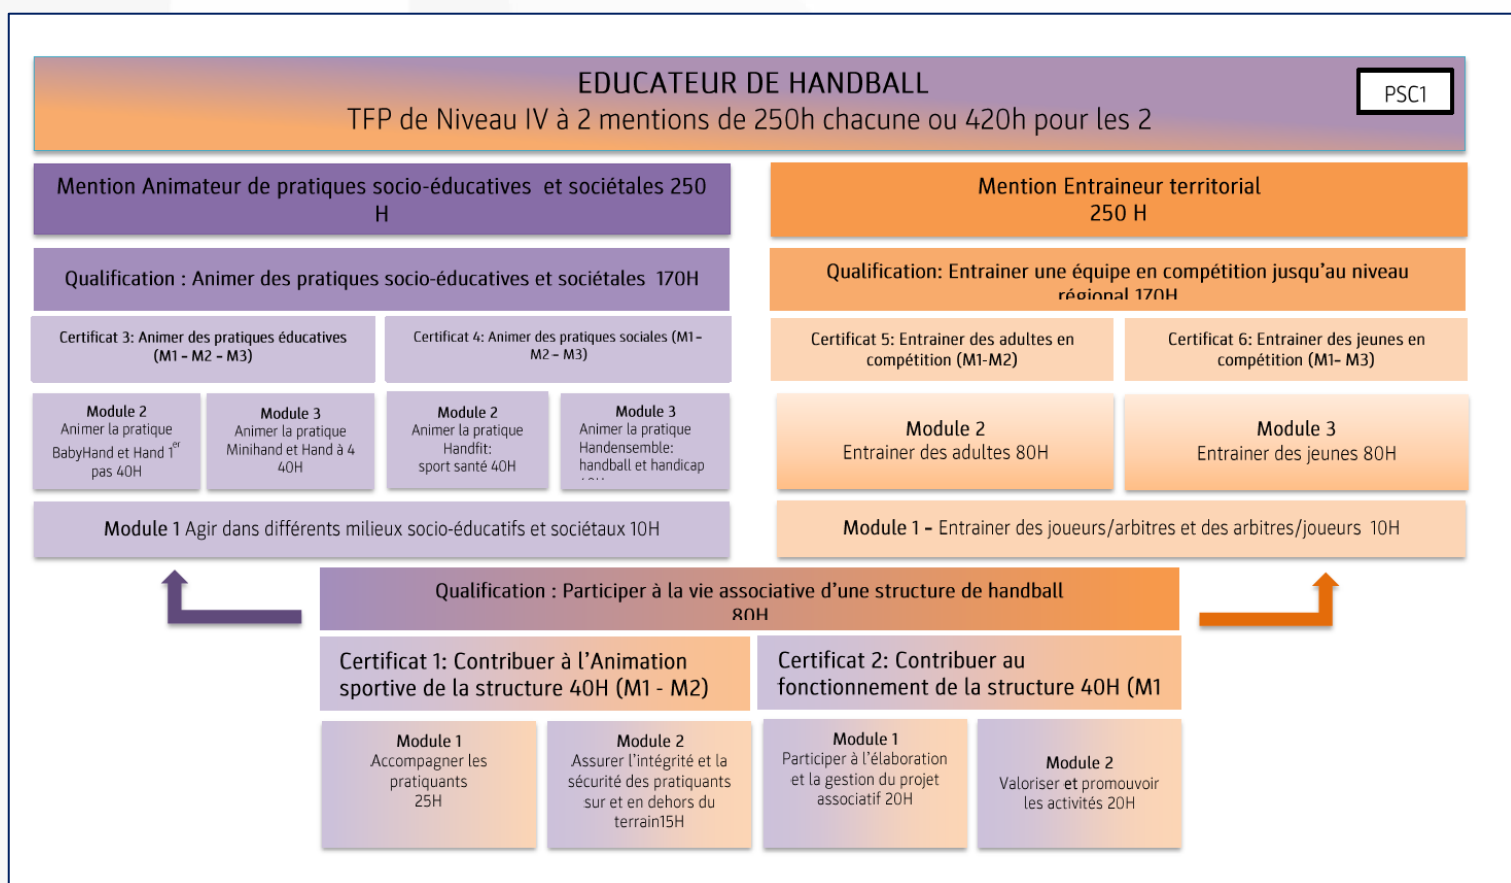 EDUCATEUR DE HANDBALL
TFP de Niveau IV à 2 mentions de 250h chacune ou 420h pour les 2
PSC1
Mention Animateur de pratiques socio-éducatives et sociétales 250
H
Mention Entraineur territorial
250 H
Qualification : Animer des pratiques socio-éducatives et sociétales 170H
Qualification: Entrainer une équipe en compétition jusqu'au niveau
régional 170H
Certificat 3: Animer des pratiques éducatives
(M1 - M2 - M3)
Certificat 4: Animer des pratiques sociales (M1-
M2 - M3)
Certificat 5: Entrainer des adultes en
compétition (M1-M2)
Certificat 6: Entrainer des jeunes en
compétition (M1- M3)
Module 2
Animer la pratique
BabyHand et Hand 1er
pas 40H
Module 3
Animer la pratique
Minihand et Hand à 4
40H
Module 2
Animer la pratique
Handfit:
sport santé 40H
Module 3
Animer la pratique
Handensemble:
handball et handicap
Module 2
Entrainer des adultes 80H
Module 3
Entrainer des jeunes 80H
Module 1 Agir dans différents milieux socio-éducatifs et sociétaux 10H
Module 1 - Entrainer des joueurs/arbitres et des arbitres/joueurs 10H
Qualification : Participer à la vie associative d'une structure de handball
80H
Certificat 1: Contribuer à l'Animation
sportive de la structure 40H (M1 - M2)
Certificat 2: Contribuer au
fonctionnement de la structure 40H (M1
Module 1
Accompagner les
pratiquants
25H
Module 2
Assurer l'intégrité et la
sécurité des pratiquants
sur et en dehors du
terrain15H
Module 1
Participer à l'élaboration
et la gestion du projet
associatif 20H
Module 2
Valoriser et promouvoir
les activités 20H